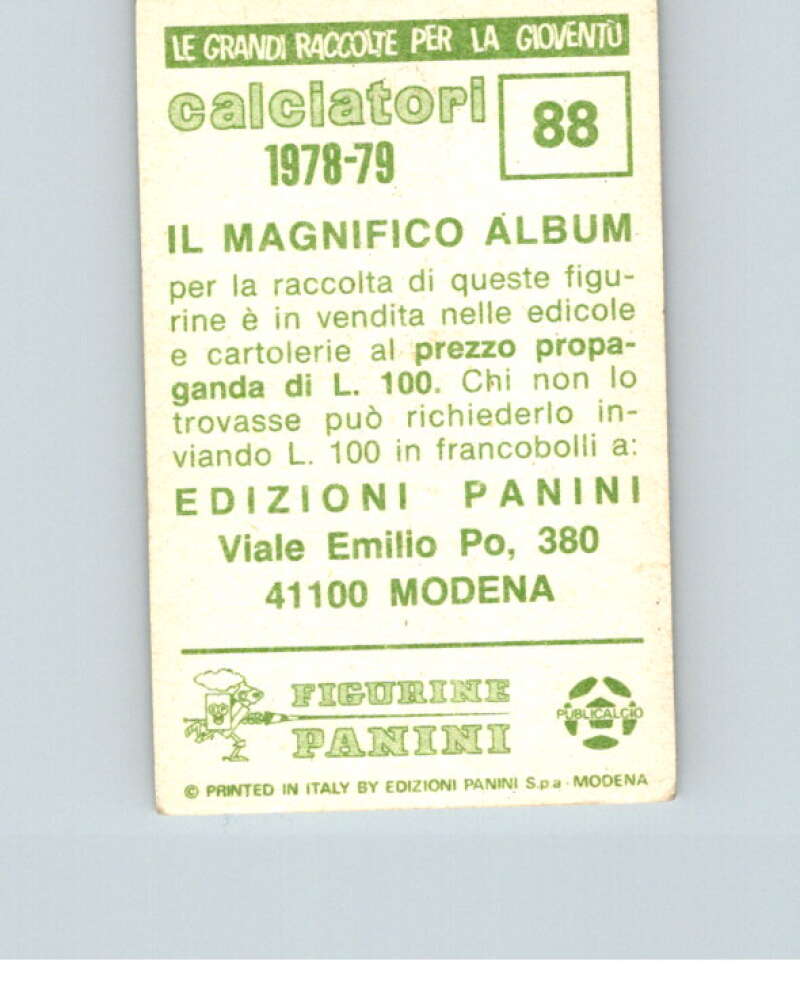 LE GRANDI RACCOLTE PER LA GIOVENTÙ
calciatori
88
1978-79
IL MAGNIFICO ALBUM
per la raccolta di queste figu-
rine è in vendita nelle edicole
e cartolerie al prezzo propa-
ganda di L. 100. Chi non lo
trovasse può richiederlo in-
viando L. 100 in francobolli a:
EDIZIONI PANINI
Viale Emilio Po, 380
41100 MODENA
FIGURINE
PANINI
PUBLICALCIO
© PRINTED IN ITALY BY EDIZIONI PANINI S.p.a - MODENA